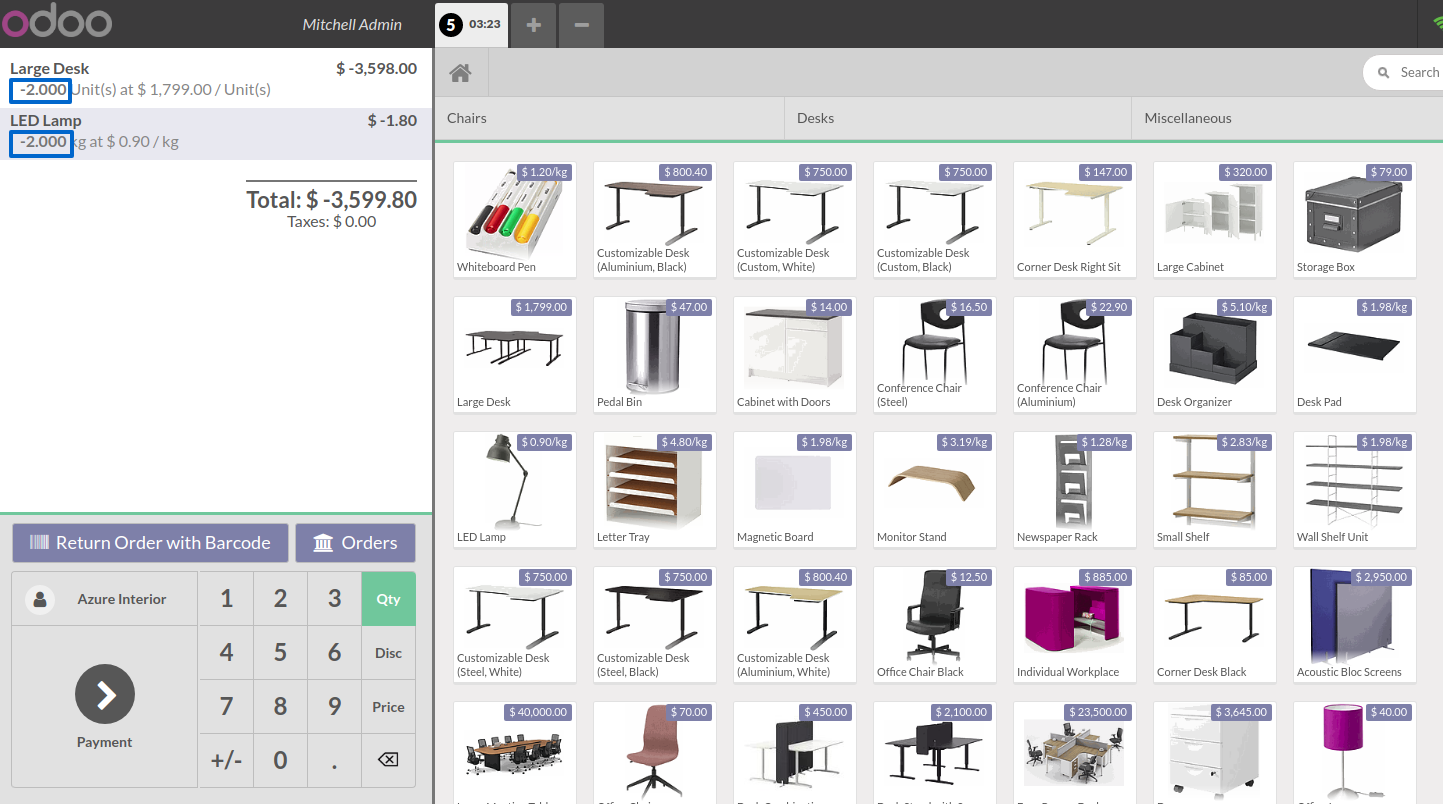 odoo
Mitchell Admin
5 03:23
Large Desk $ -3,598.00
-2.000 Unit(s) at $ 1,799.00 / Unit(s)
LED Lamp $ -1.80
-2.000 kg at $ 0.90 / kg
Total: $ -3,599.80
Taxes: $ 0.00
Return Order with Barcode
Orders
Azure Interior
1 2 3 Qty
4 5 6 Disc
7 8 9 Price
+/- 0 .
Payment
Search
Chairs
Desks
Miscellaneous
$ 1.20/kg
Whiteboard Pen
$ 800.40
Customizable Desk
(Aluminium, Black)
$ 750.00
Customizable Desk
(Custom, White)
$ 750.00
Customizable Desk
(Custom, Black)
$ 147.00
Corner Desk Right Sit
$ 320.00
Large Cabinet
$ 79.00
Storage Box
$ 1,799.00
Large Desk
$ 47.00
Pedal Bin
$ 14.00
Cabinet with Doors
$ 16.50
Conference Chair
(Steel)
$ 22.90
Conference Chair
(Aluminium)
$ 5.10/kg
Desk Organizer
$ 1.98/kg
Desk Pad
$ 0.90/kg
LED Lamp
$ 4.80/kg
Letter Tray
$ 1.98/kg
Magnetic Board
$ 3.19/kg
Monitor Stand
$ 1.28/kg
Newspaper Rack
$ 2.83/kg
Small Shelf
$ 1.98/kg
Wall Shelf Unit
$ 750.00
Customizable Desk
(Steel, White)
$ 750.00
Customizable Desk
(Steel, Black)
$ 800.40
Customizable Desk
(Aluminium, White)
$ 12.50
Office Chair Black
$ 885.00
Individual Workplace
$ 85.00
Corner Desk Black
$ 2,950.00
Acoustic Bloc Screens
$ 40,000.00
$ 70.00
$ 450.00
$ 2,100.00
$ 23,500.00
$ 3,645.00
$ 40.00